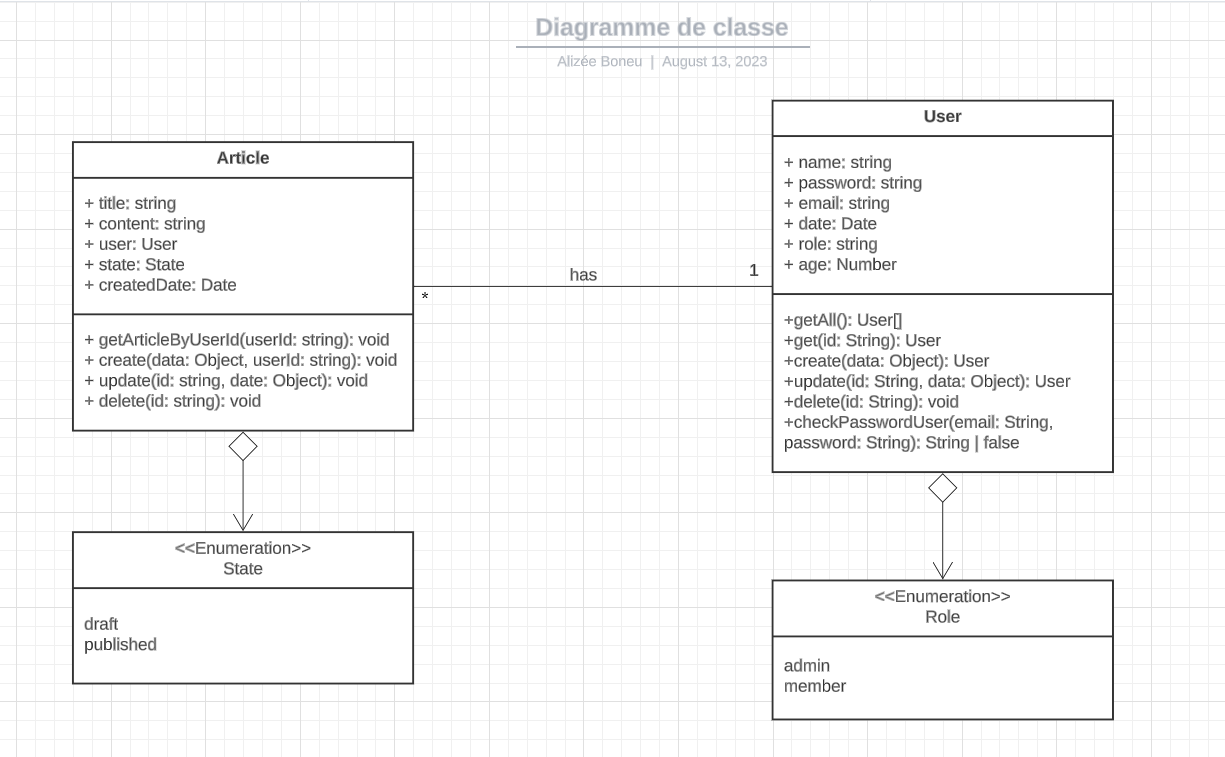 Diagramme de classe
Alizée Boneu | August 13, 2023
Article
+ title: string
+ content: string
+ user: User
+ state: State
+ createdDate: Date
+ getArticleByUserId(userId: string): void
+ create(data: Object, userId: string): void
+ update(id: string, date: Object): void
+ delete(id: string): void
has
1
*
User
+ name: string
+ password: string
+ email: string
+ date: Date
+ role: string
+ age: Number
+getAll(): User[]
+get(id: String): User
+create(data: Object): User
+update(id: String, data: Object): User
+delete(id: String): void
+checkPasswordUser(email: String,
password: String): String | false
<<Enumeration>>
State
draft
published
<<Enumeration>>
Role
admin
member